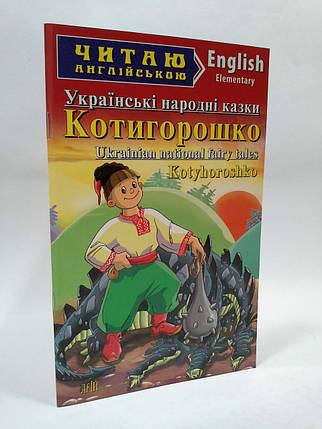 ЧИТАЮ
АНГЛІЙСЬКОЮ
English
Elementary
Українські народні казки
Котигорошко
Ukrainian national fairy tales
Kotyhoroshko